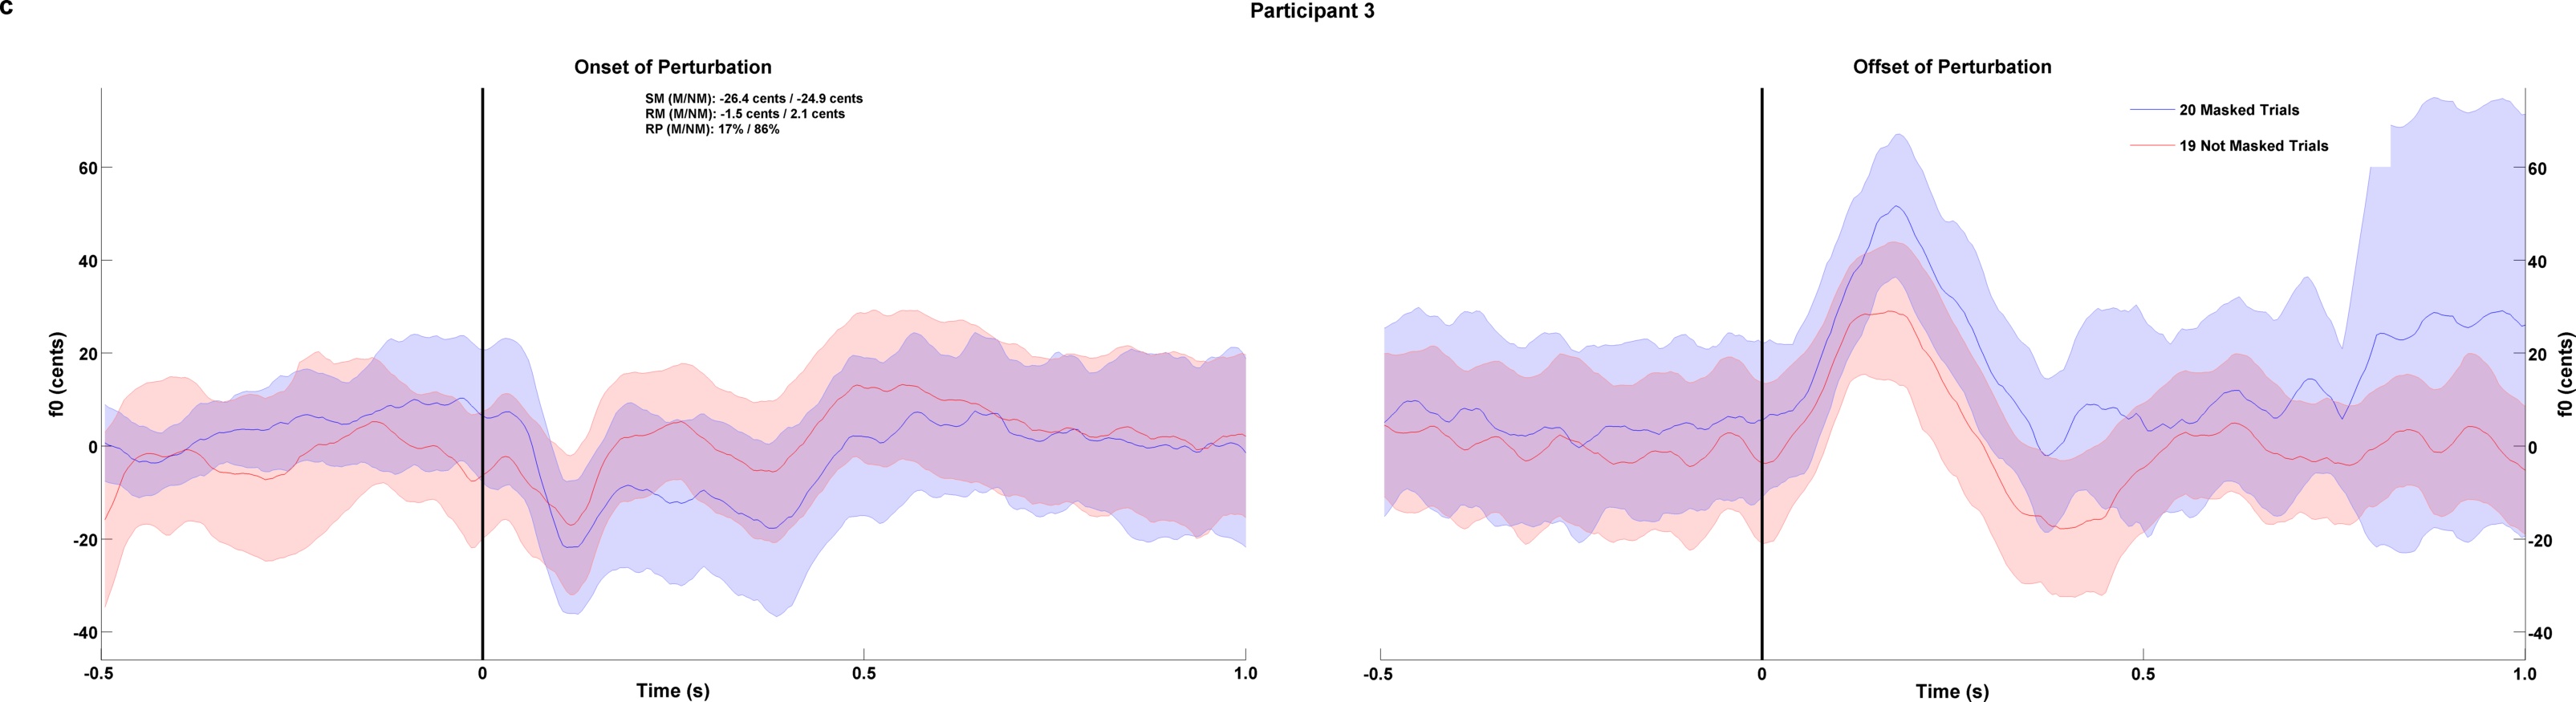 c
Participant 3
Onset of Perturbation
SM (M/NM): -26.4 cents / -24.9 cents
RM (M/NM): -1.5 cents / 2.1 cents
RP (M/NM): 17% / 86%
60
40
20
0
-20
-40
f0 (cents)
-0.5
0
0.5
1.0
Time (s)
Offset of Perturbation
20 Masked Trials
19 Not Masked Trials
60
40
20
0
-20
-40
f0 (cents)
-0.5
0
0.5
1.0
Time (s)